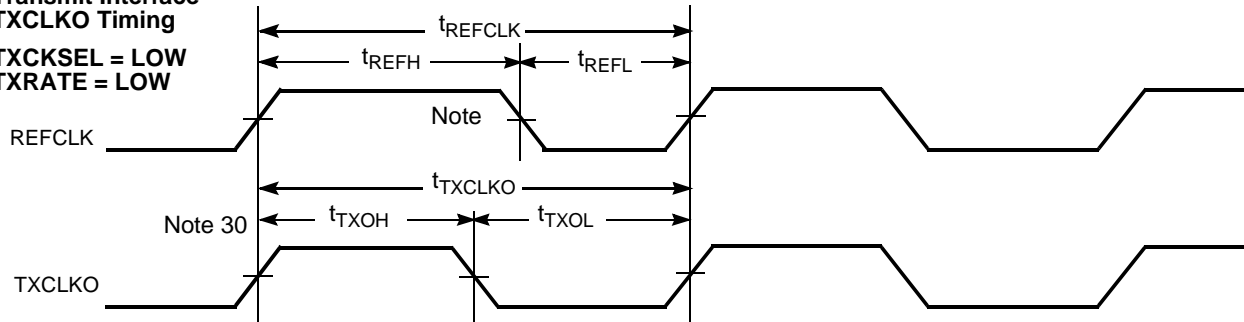 TXCLKO Timing
TXCKSEL = LOW
TXRATE = LOW
tREFCLK
tREFH
tREFL
Note
REFCLK
tTXCLKO
Note 30
tTXOH
tTXOL
TXCLKO